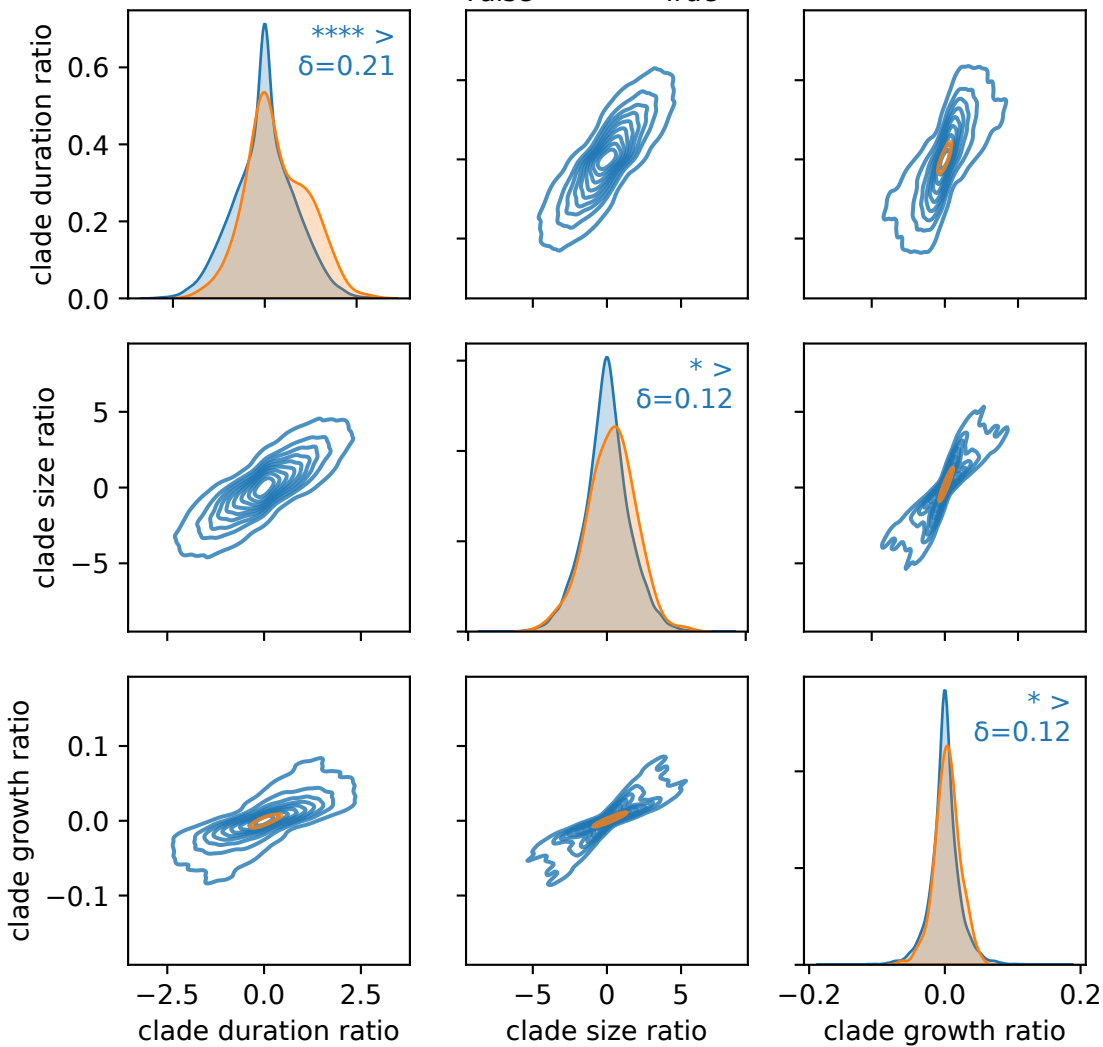 **** >
δ=0.21
clade duration ratio
0.6
0.4
0.2
0.0
* >
δ=0.12
clade size ratio
5
0
−5
* >
δ=0.12
clade growth ratio
0.1
0.0
−0.1
−2.5 0.0 2.5 −5 0 5 −0.2 0.0 0.2
clade duration ratio clade size ratio clade growth ratio